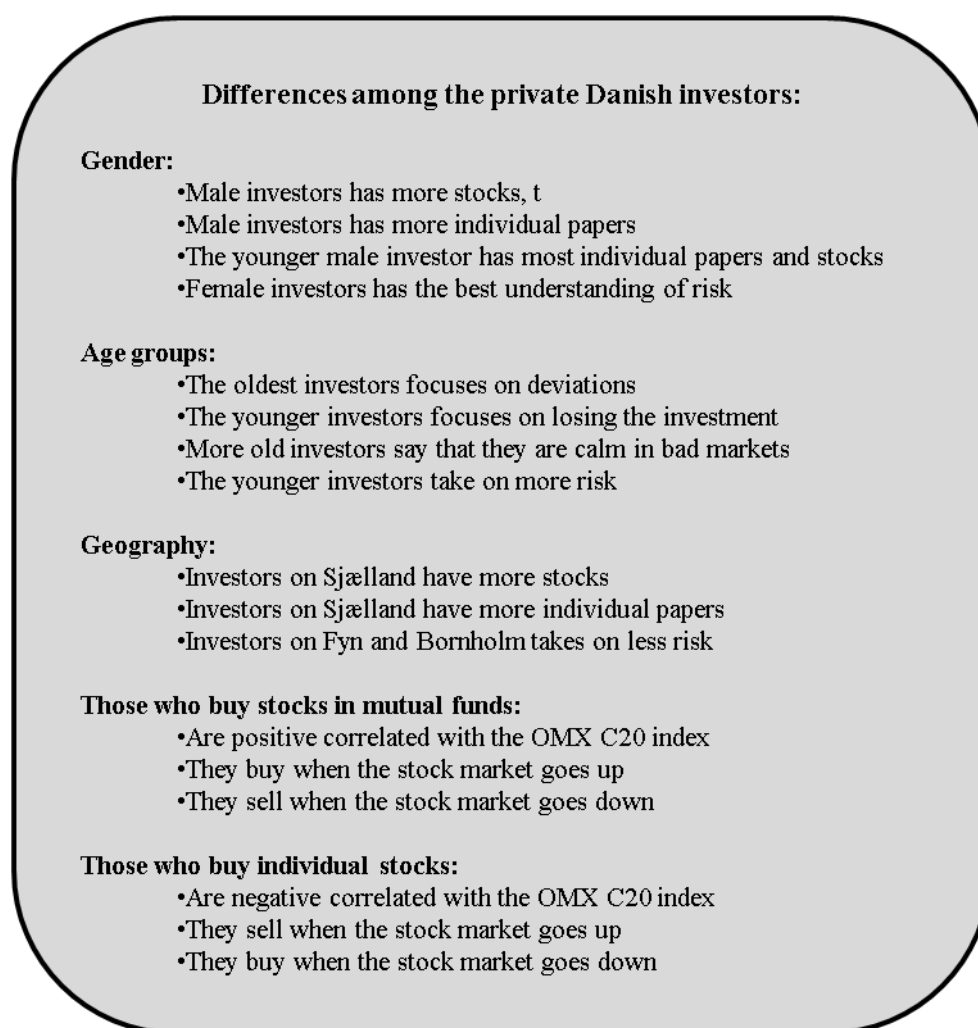 Differences among the private Danish investors:
Gender:
•Male investors has more stocks, t
•Male investors has more individual papers
•The younger male investor has most individual papers and stocks
•Female investors has the best understanding of risk
Age groups:
•The oldest investors focuses on deviations
•The younger investors focuses on losing the investment
•More old investors say that they are calm in bad markets
•The younger investors take on more risk
Geography:
•Investors on Sjælland have more stocks
•Investors on Sjælland have more individual papers
•Investors on Fyn and Bornholm takes on less risk
Those who buy stocks in mutual funds:
•Are positive correlated with the OMX C20 index
•They buy when the stock market goes up
•They sell when the stock market goes down
Those who buy individual stocks:
•Are negative correlated with the OMX C20 index
•They sell when the stock market goes up
•They buy when the stock market goes down